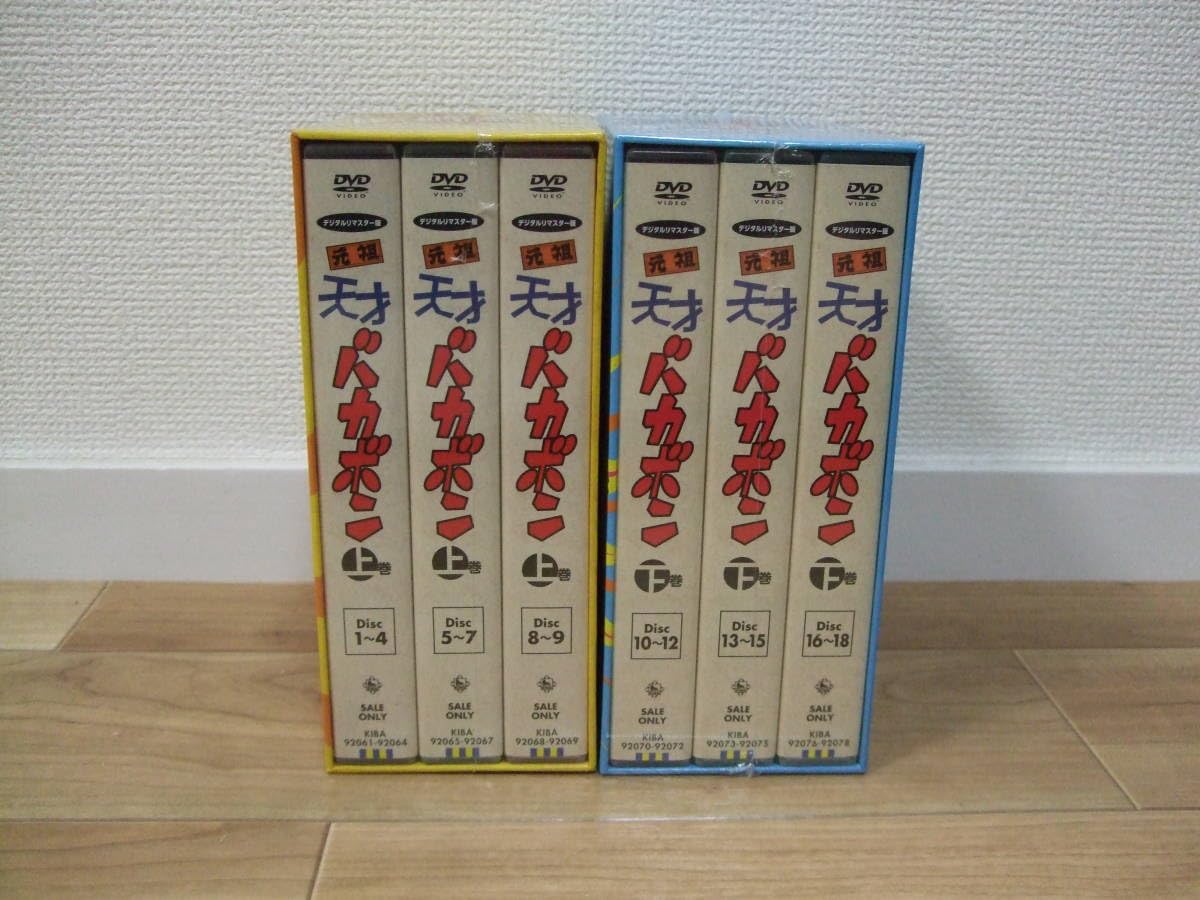 DVD
VIDEO
デジタルリマスター版
元祖
天才
バカボン
上巻
Disc
1～4
SALE
ONLY
KIBA
92061-92064
DVD
VIDEO
デジタルリマスター版
元祖
天才
バカボン
上巻
Disc
5～7
SALE
ONLY
KIBA
92065-92067
DVD
VIDEO
デジタルリマスター版
元祖
天才
バカボン
上巻
Disc
8～9
SALE
ONLY
KIBA
92068-92069
DVD
VIDEO
デジタルリマスター版
元祖
天才
バカボン
下巻
Disc
10～12
SALE
ONLY
KIBA
92070-92072
DVD
VIDEO
デジタルリマスター版
元祖
天才
バカボン
下巻
Disc
13～15
SALE
ONLY
KIBA
92073-92075
DVD
VIDEO
デジタルリマスター版
元祖
天才
バカボン
下巻
Disc
16～18
SALE
ONLY
KIBA
92076-92078